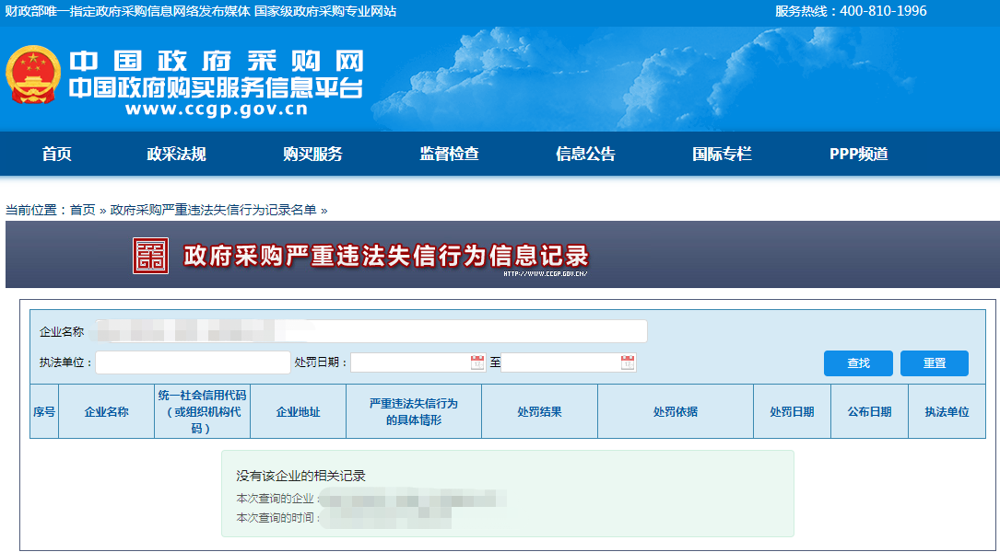 财政部唯一指定政府采购信息网络发布媒体 国家级政府采购专业网站
服务热线：400-810-1996
中国政府采购网
中国政府购买服务信息平台
www.ccgp.gov.cn
首页 政采法规 购买服务 监督检查 信息公告 国际专栏 PPP频道
当前位置：首页 » 政府采购严重违法失信行为记录名单 »
政府采购严重违法失信行为信息记录
HTTP://WWW.CCGP.GOV.CN/
企业名称
执法单位： 处罚日期： 至 查找 重置
序号
企业名称
统一社会信用代码
（或组织机构代
码）
企业地址
严重违法失信行为
的具体情形
处罚结果
处罚依据
处罚日期
公布日期
执法单位
没有该企业的相关记录
本次查询的企业：
本次查询的时间：